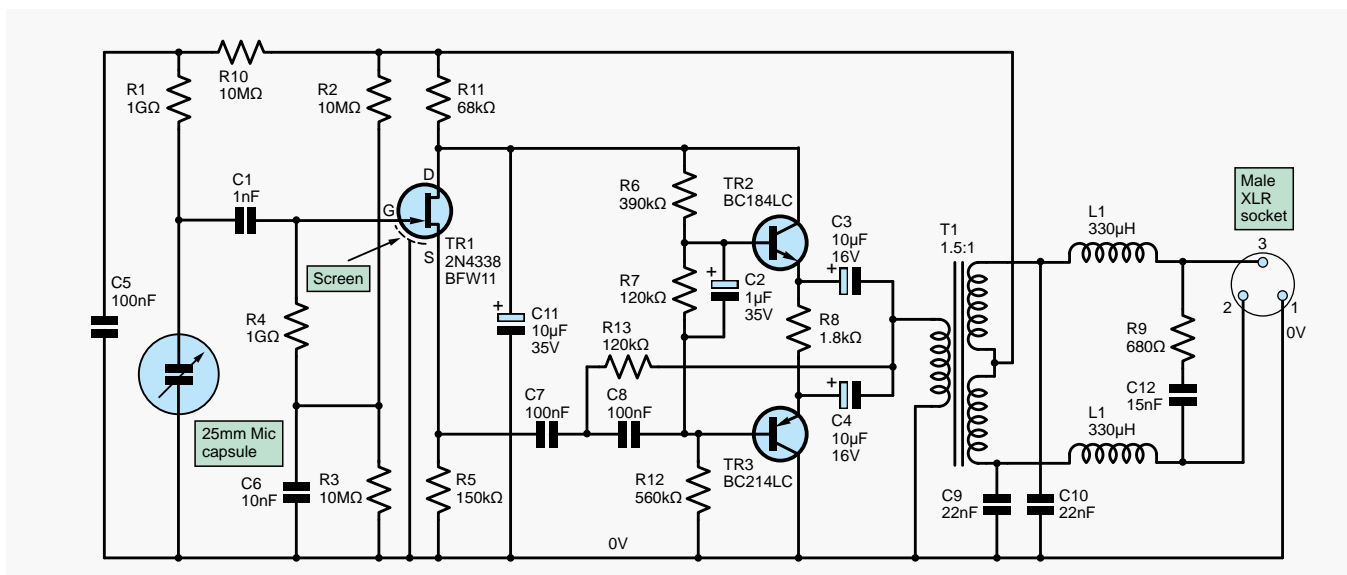 R1
1GΩ
R10
10MΩ
R2
10MΩ
R11
68kΩ
C1
1nF
D
G
S
TR1
2N4338
BFW11
Screen
C5
100nF
R4
1GΩ
25mm Mic
capsule
C6
10nF
R3
10MΩ
R5
150kΩ
+
C11
10µF
35V
R6
390kΩ
R7
120kΩ
+
C2
1µF
35V
R13
120kΩ
C7
100nF
C8
100nF
R12
560kΩ
TR2
BC184LC
TR3
BC214LC
C3
10µF
16V
+
R8
1.8kΩ
+
C4
10µF
16V
0V
T1
1.5:1
L1
330µH
L1
330µH
C9
22nF
C10
22nF
R9
680Ω
C12
15nF
Male
XLR
socket
3
2
1
0V